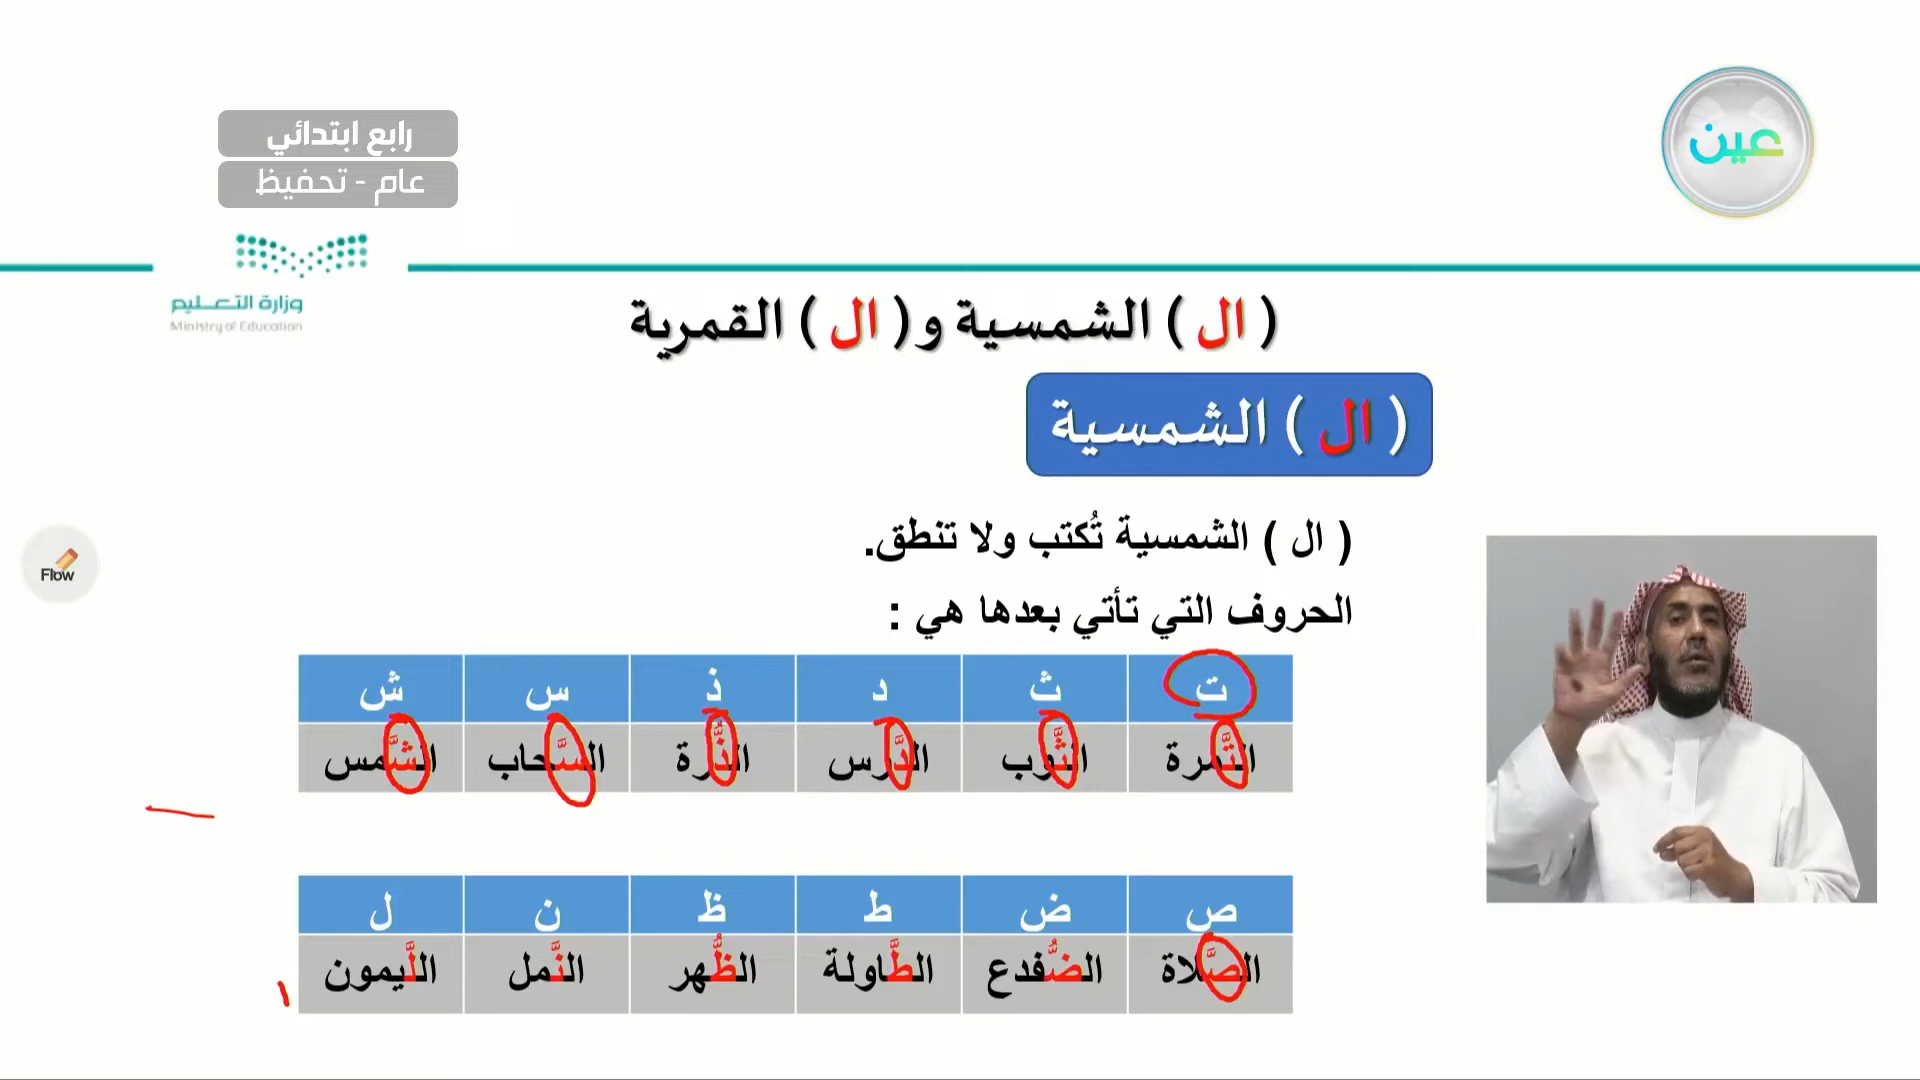 رابع ابتدائي
عام - تحفيظ
عين
وزارة التعليم
Ministry of Education
( ال ) الشمسية و ( ال ) القمرية
( ال ) الشمسية
( ال ) الشمسية تُكتب ولا تنطق.
الحروف التي تأتي بعدها هي :
ت ث د ذ س ش
التَّمرة الثَّوب الدَّرس الذُّرة السَّحاب الشَّمس
ص ض ط ظ ن ل
الصَّلاة الضُّفدع الطَّاولة الظُّهر النَّمل اللَّيمون
Flow